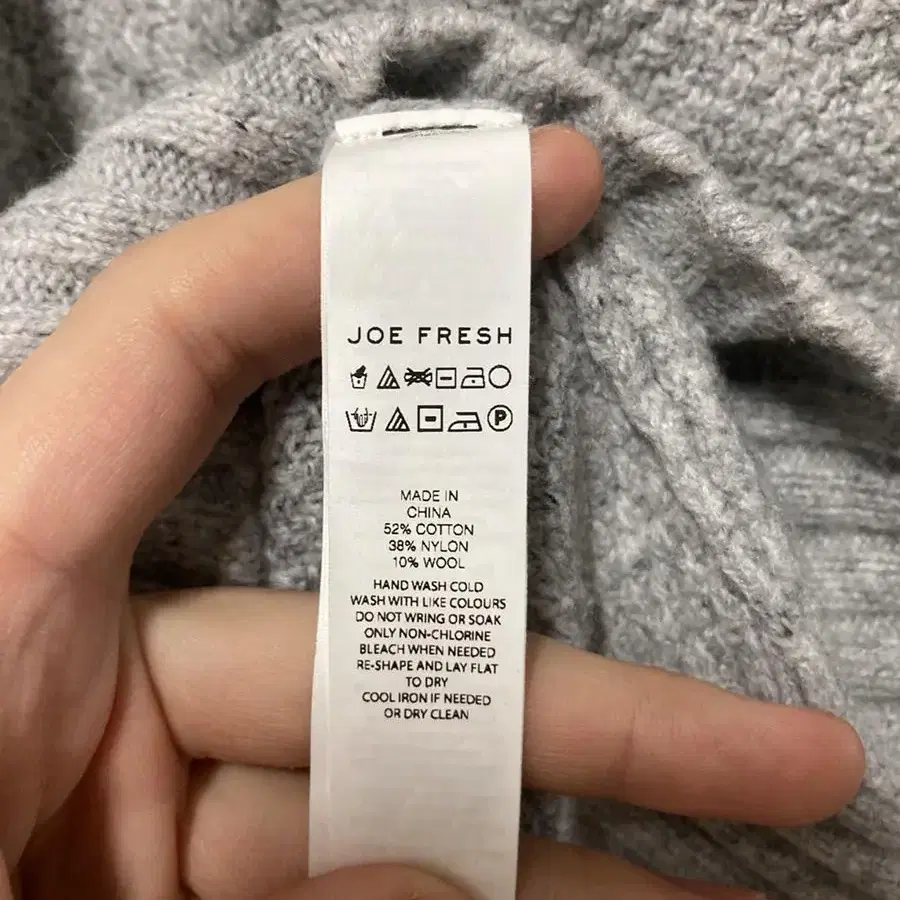 JOE FRESH
P
MADE IN
CHINA
52% COTTON
38% NYLON
10% WOOL
HAND WASH COLD
WASH WITH LIKE COLOURS
DO NOT WRING OR SOAK
ONLY NON-CHLORINE
BLEACH WHEN NEEDED
RE-SHAPE AND LAY FLAT
TO DRY
COOL IRON IF NEEDED
OR DRY CLEAN